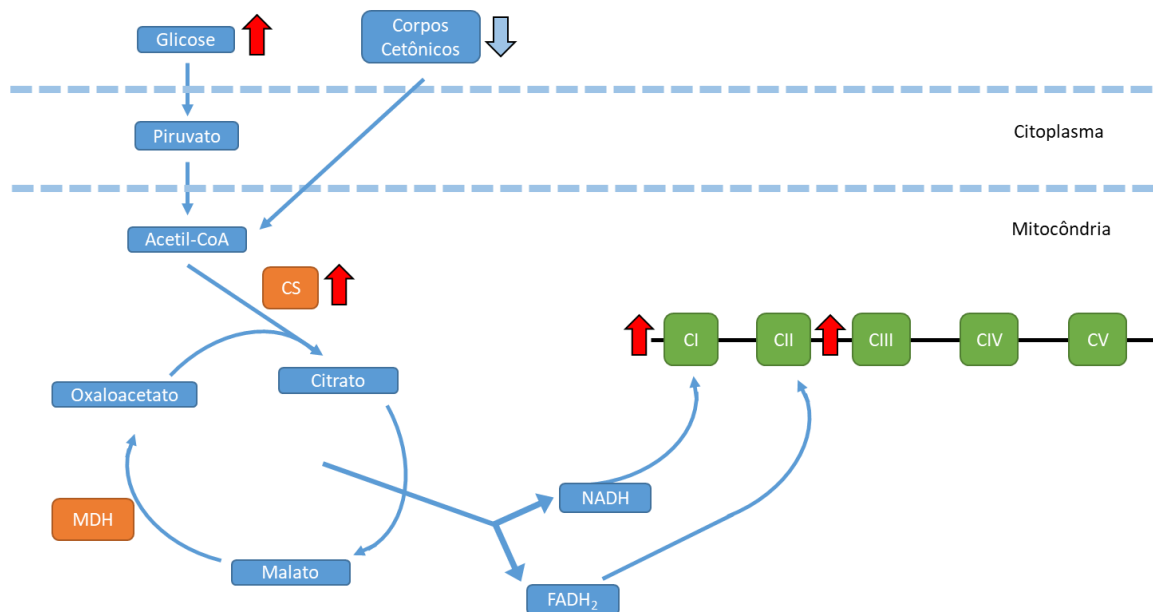 Glicose
Corpos
Cetônicos
Piruvato
Citoplasma
Acetil-CoA
Mitocôndria
CS
CI
CII
CIII
CIV
CV
Oxaloacetato
Citrato
NADH
MDH
Malato
FADH₂